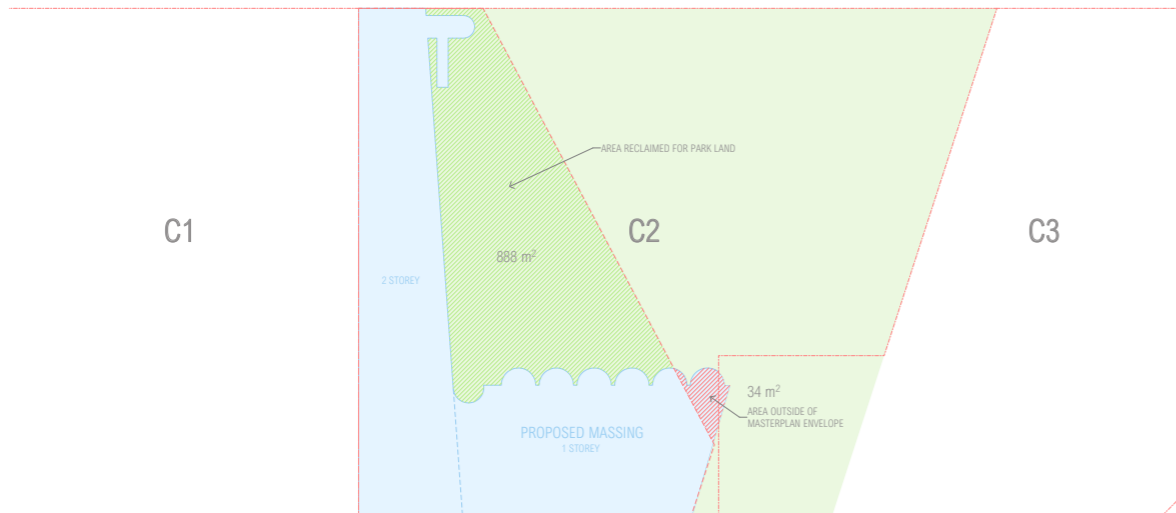 AREA RECLAIMED FOR PARK LAND
C1
C2
C3
888 m²
2 STOREY
34 m²
AREA OUTSIDE OF
MASTERPLAN ENVELOPE
PROPOSED MASSING
1 STOREY